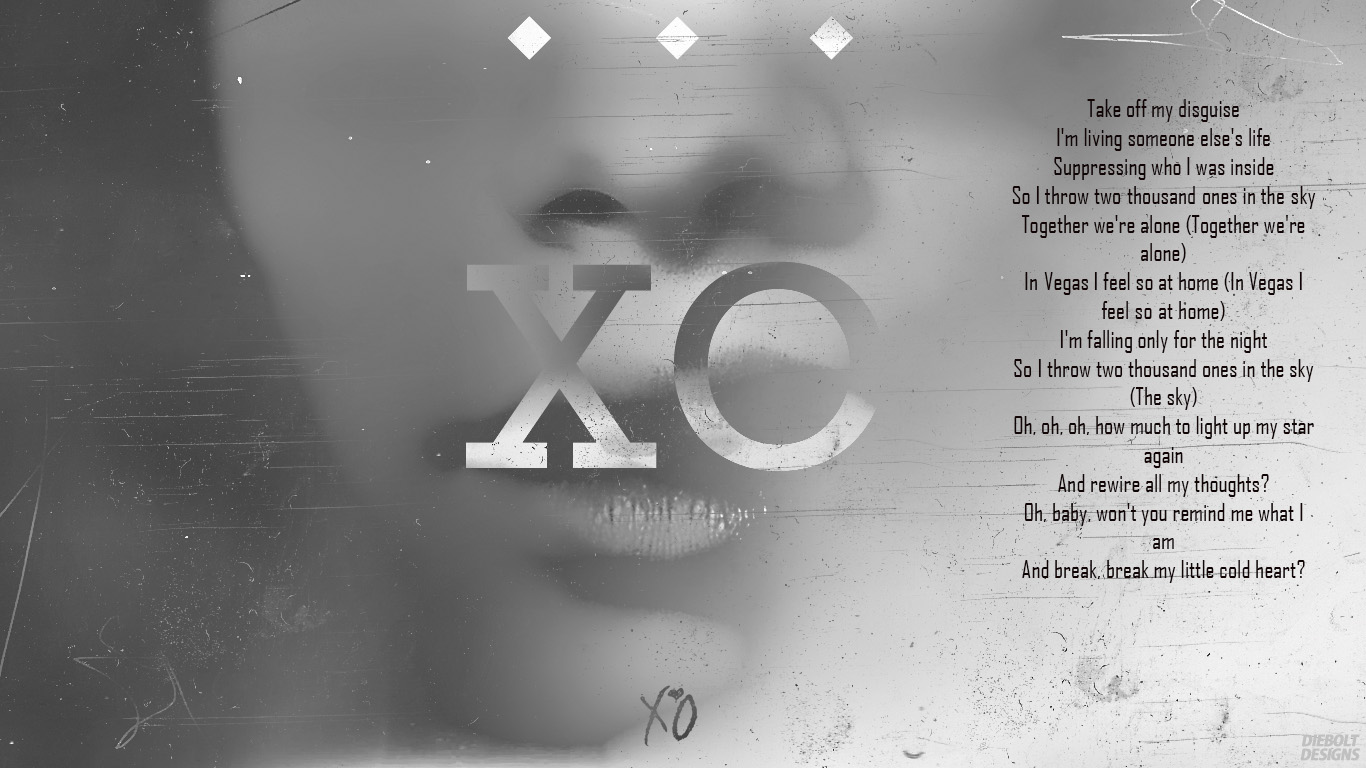 XC
Take off my disguise
I'm living someone else's life
Suppressing who I was inside
So I throw two thousand ones in the sky
Together we're alone (Together we're
alone)
In Vegas I feel so at home (In Vegas I
feel so at home)
I'm falling only for the night
So I throw two thousand ones in the sky
(The sky)
Oh, oh, oh, how much to light up my star
again
And rewire all my thoughts?
Oh, baby, won't you remind me what I
am
And break, break my little cold heart?
XO
DIEBOLT
DESIGNS